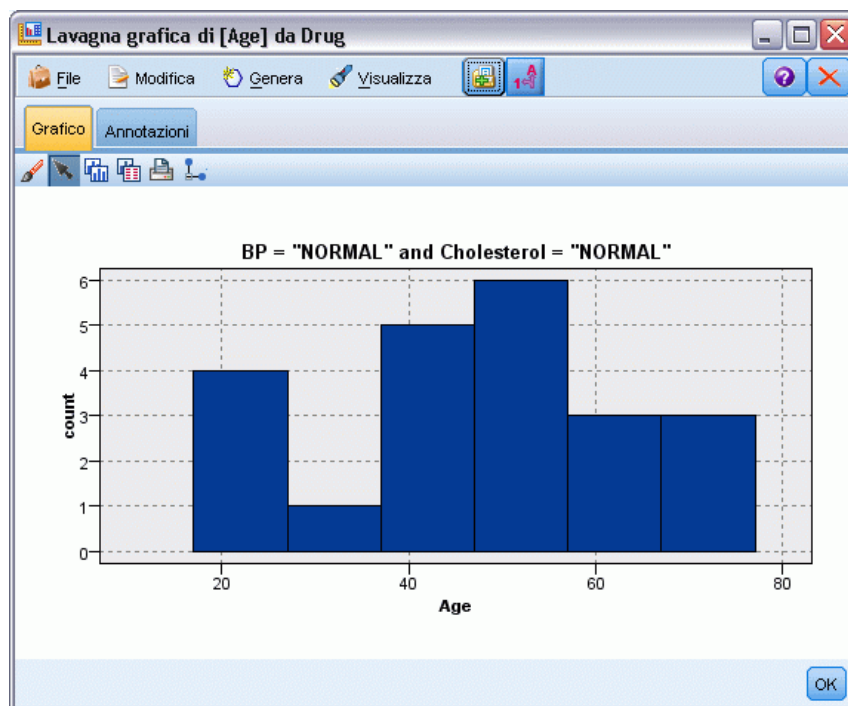 Lavagna grafica di [Age] da Drug
File Modifica Genera Visualizza
Grafico Annotazioni
BP = "NORMAL" and Cholesterol = "NORMAL"
6
5
4
3
2
1
0
count
20 40 60 80
Age
OK